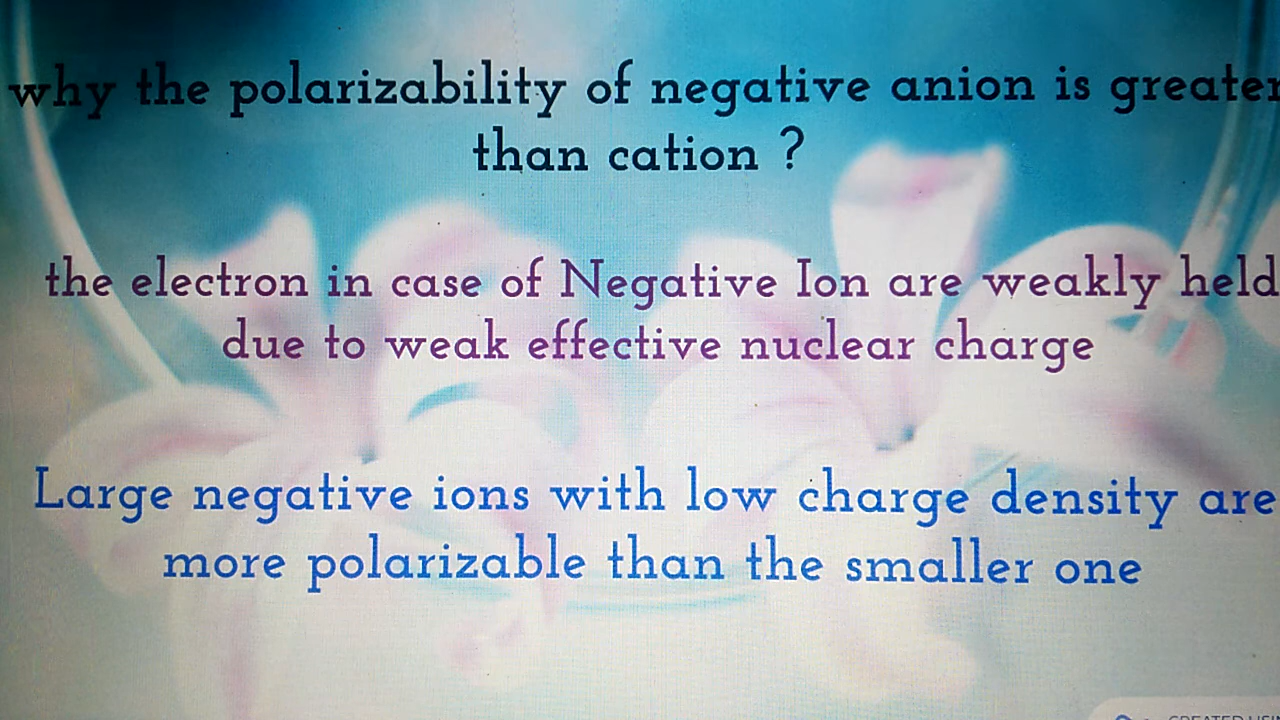 why the polarizability of negative anion is greater
than cation ?
the electron in case of Negative Ion are weakly held
due to weak effective nuclear charge
Large negative ions with low charge density are
more polarizable than the smaller one